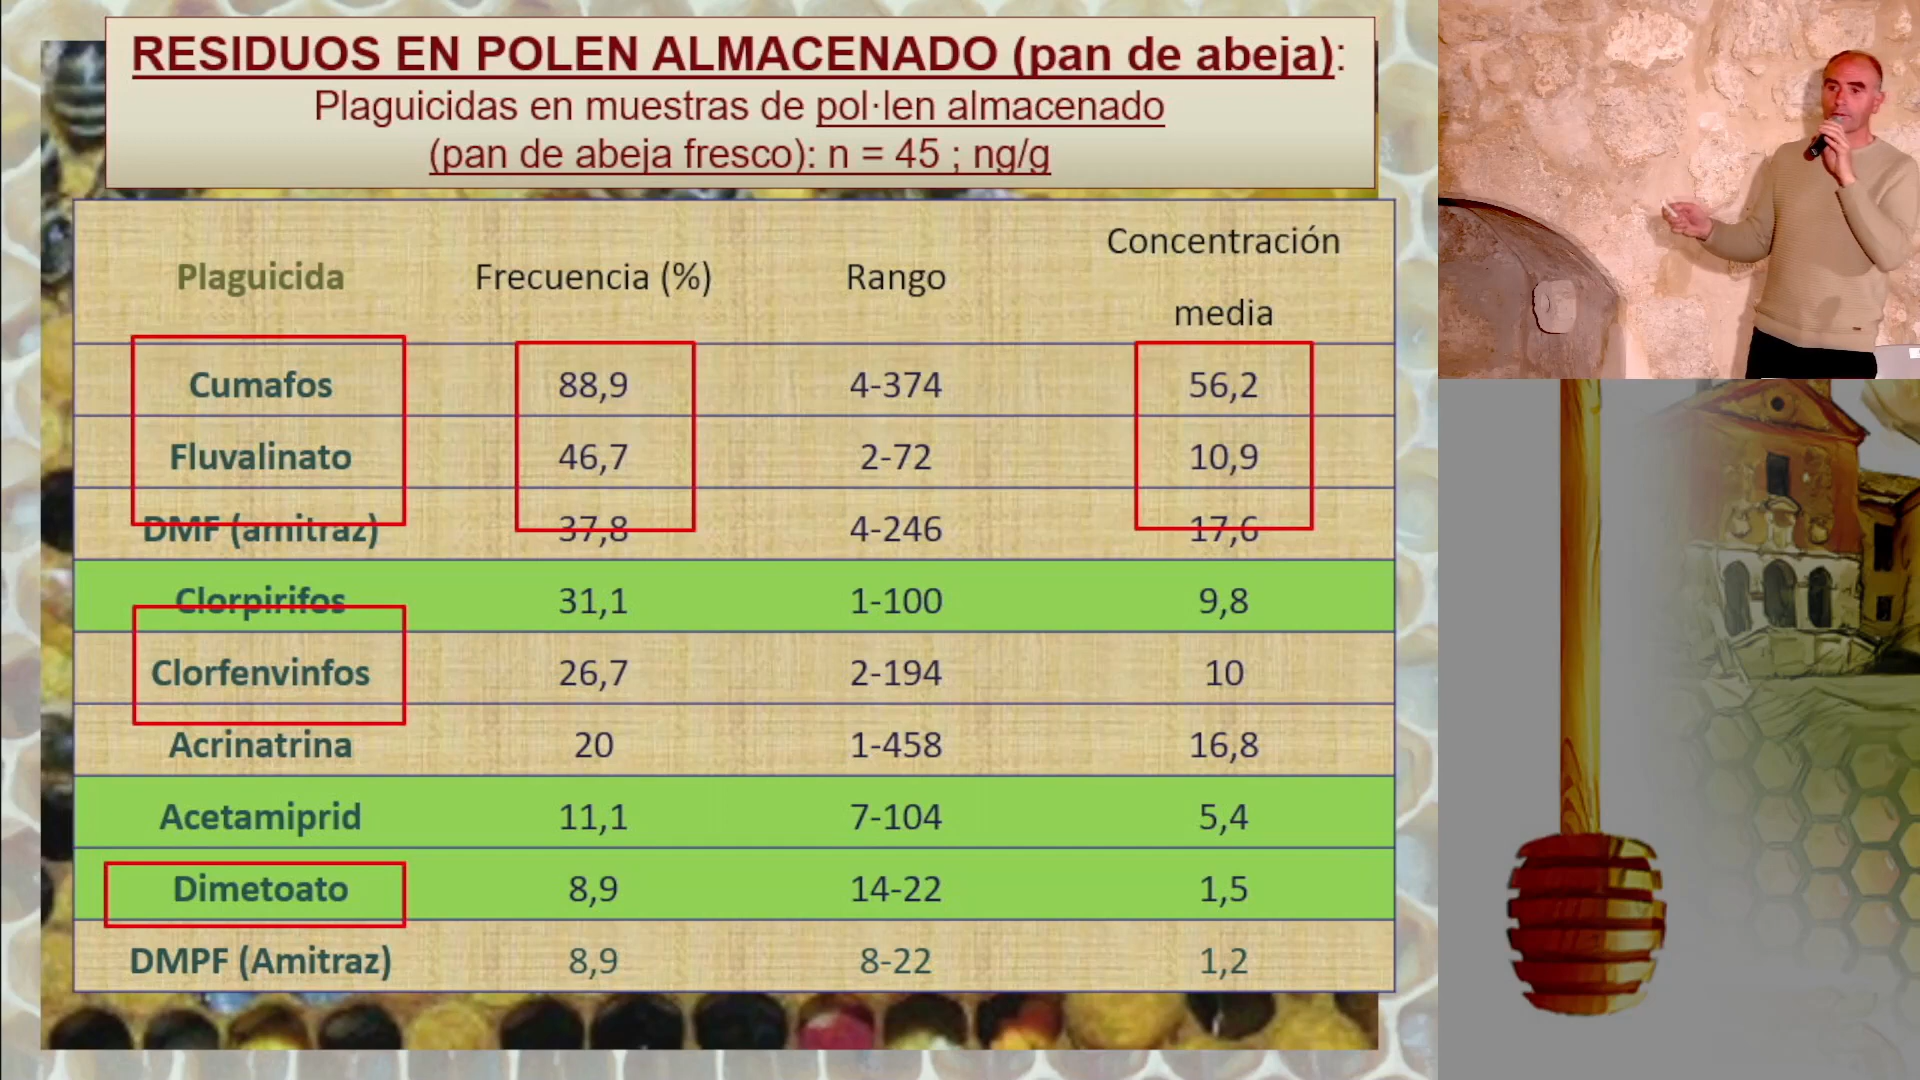 RESIDUOS EN POLEN ALMACENADO (pan de abeja):
Plaguicidas en muestras de pol·len almacenado
(pan de abeja fresco): n = 45 ; ng/g
Plaguicida Frecuencia (%) Rango Concentración media
Cumafos 88,9 4-374 56,2
Fluvalinato 46,7 2-72 10,9
DMF (amitraz) 37,8 4-246 17,6
Clorpirifos 31,1 1-100 9,8
Clorfenvinfos 26,7 2-194 10
Acrinatrina 20 1-458 16,8
Acetamiprid 11,1 7-104 5,4
Dimetoato 8,9 14-22 1,5
DMPF (Amitraz) 8,9 8-22 1,2